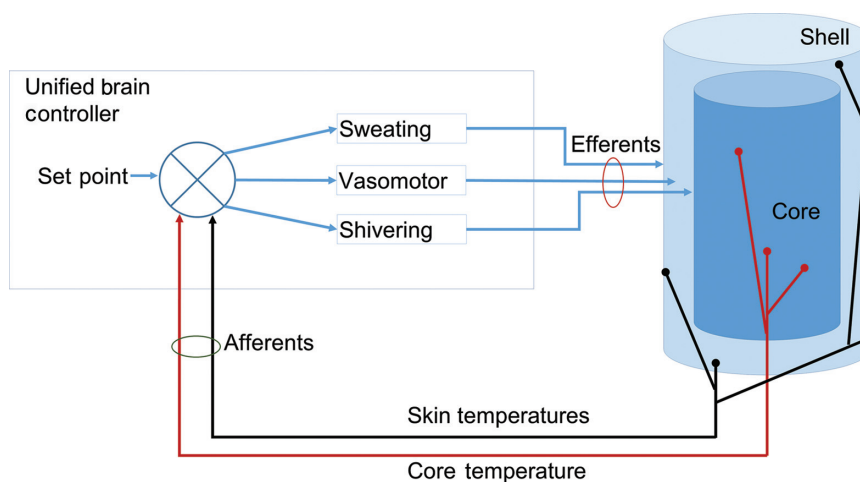 Shell
Unified brain
controller
Sweating
Efferents
Set point
Vasomotor
Core
Shivering
Afferents
Skin temperatures
Core temperature